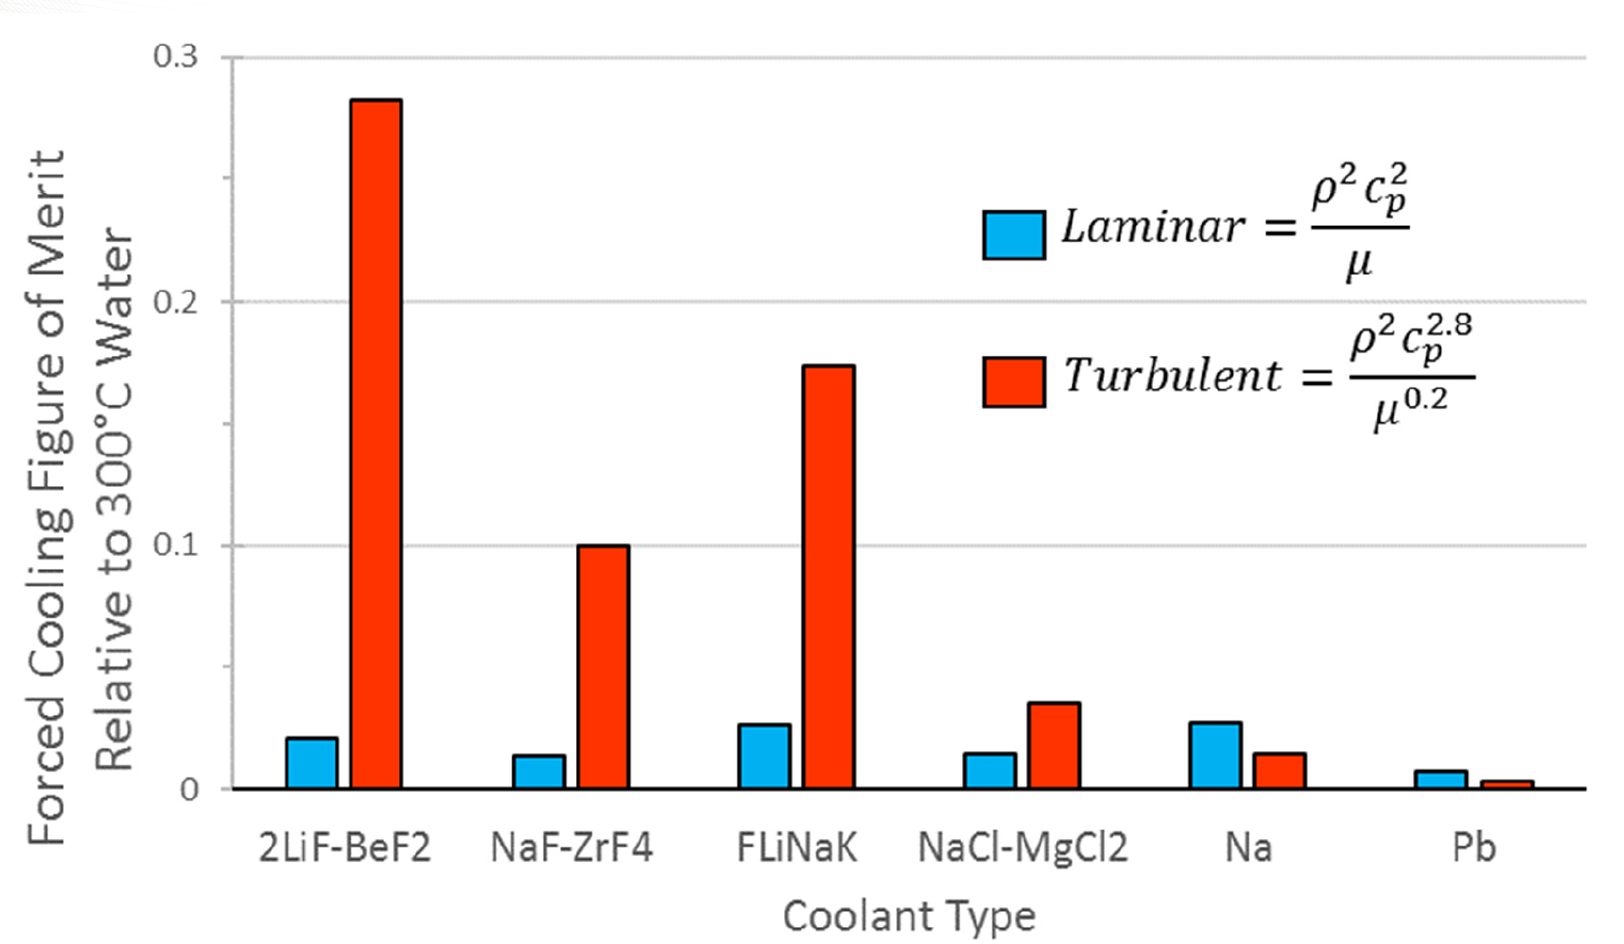 Forced Cooling Figure of Merit
Relative to 300°C Water
0.3
0.2
0.1
0
Laminar = ρ² c_p² / μ
Turbulent = ρ² c_p^2.8 / μ^0.2
2LiF-BeF2 NaF-ZrF4 FLiNaK NaCl-MgCl2 Na Pb
Coolant Type